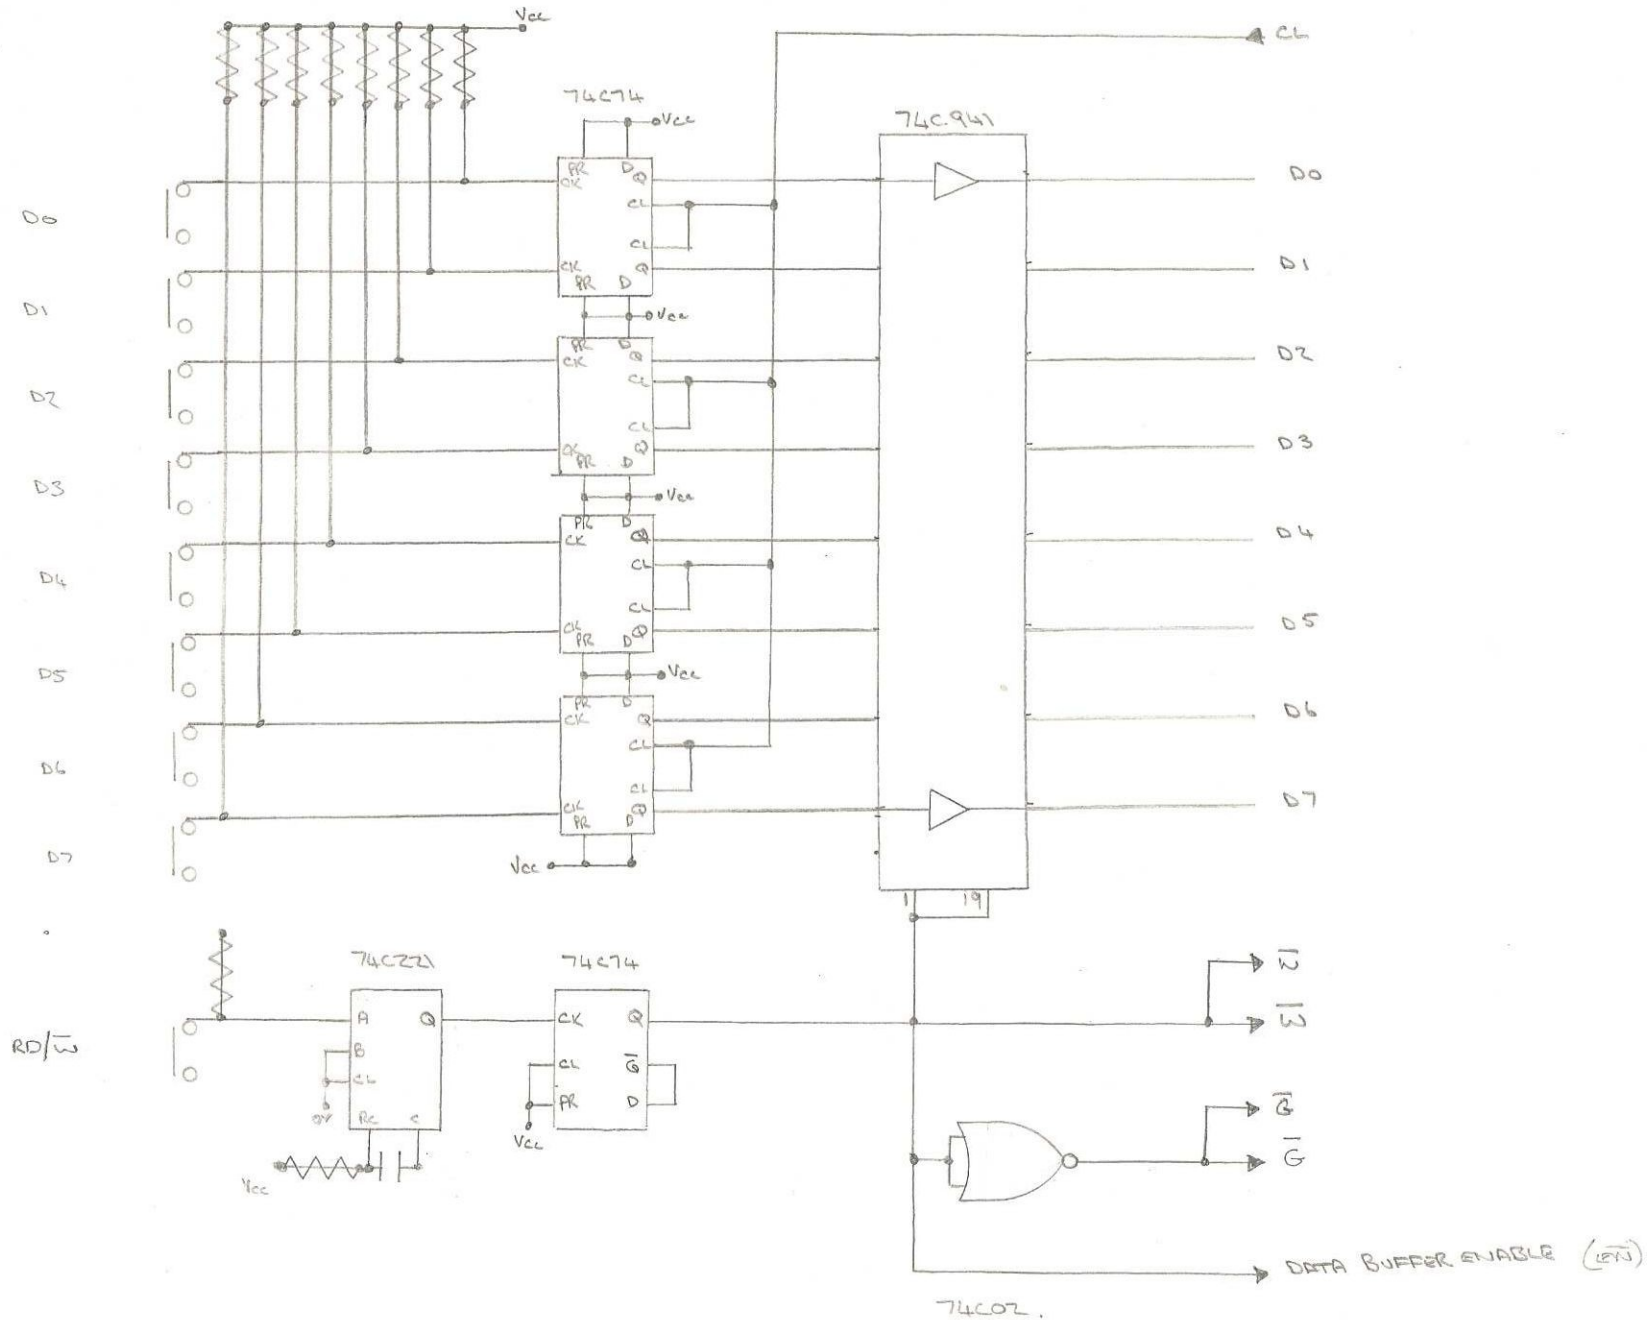 Vcc
CL
74C74
74C941
Vcc
PR D
CK Q
D0
CL
D0
CL
CK Q
D1
PR D
D1
Vcc
PR D
CK Q
D2
CL
D2
CL
CK Q
D3
PR D
D3
Vcc
PR D
CK Q
D4
CL
D4
CL
CK Q
D5
PR D
D5
Vcc
PR D
CK Q
D6
CL
D6
CL
CK Q
D7
PR D
D7
Vcc
1 19
74C221
74C74
W̅
A Q
CK Q
W̅
RD/W̅
B
CL
CL G̅
0V
PR D
G̅
RC C
Vcc
G̅
Vcc
DATA BUFFER ENABLE (E̅N̅)
74C02.